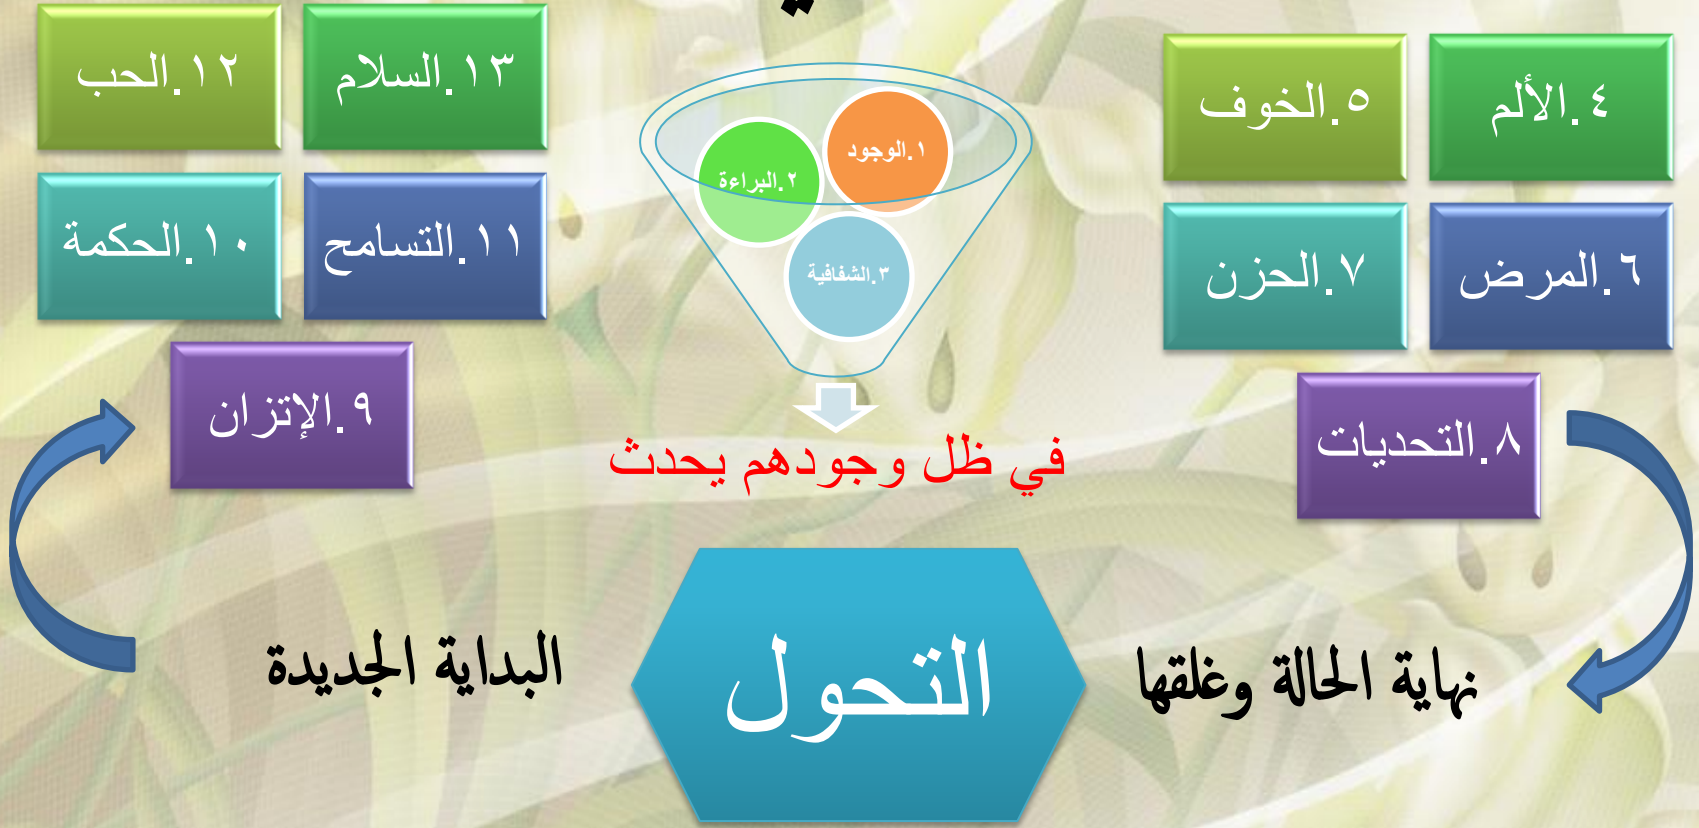 ٤.الألم
٥.الخوف
٦.المرض
٧.الحزن
٨.التحديات
نهاية الحالة وغلقها
١.الوجود
٢.البراءة
٣.الشفافية
في ظل وجودهم يحدث
التحول
١٣.السلام
١٢.الحب
١١.التسامح
١٠.الحكمة
٩.الإتزان
البداية الجديدة